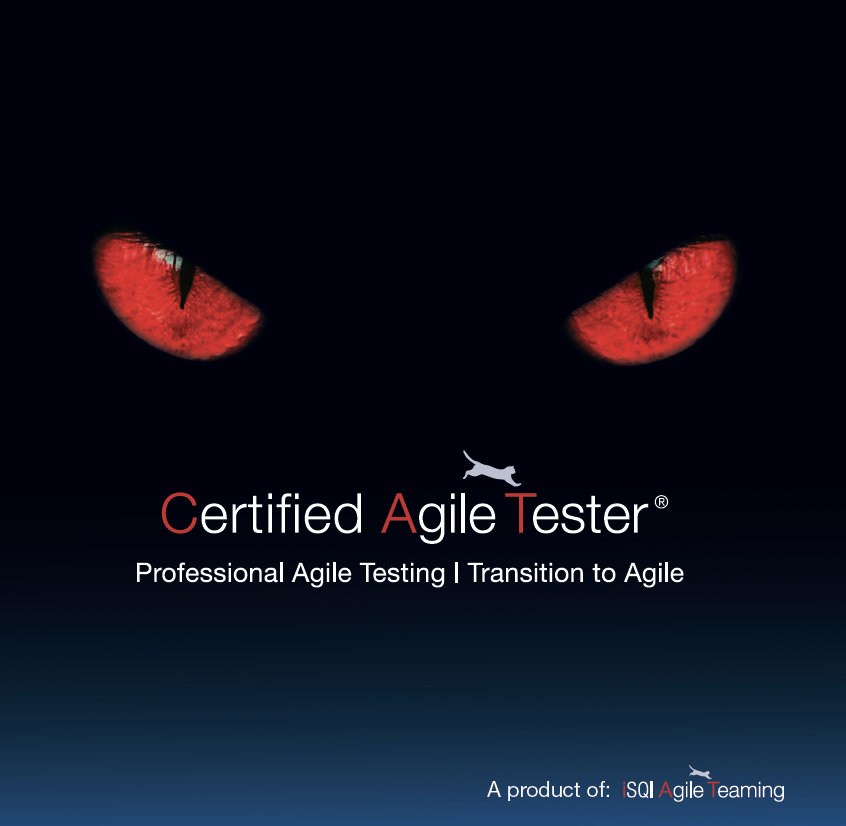 Certified Agile Tester®
Professional Agile Testing | Transition to Agile
A product of: iSQI Agile Teaming